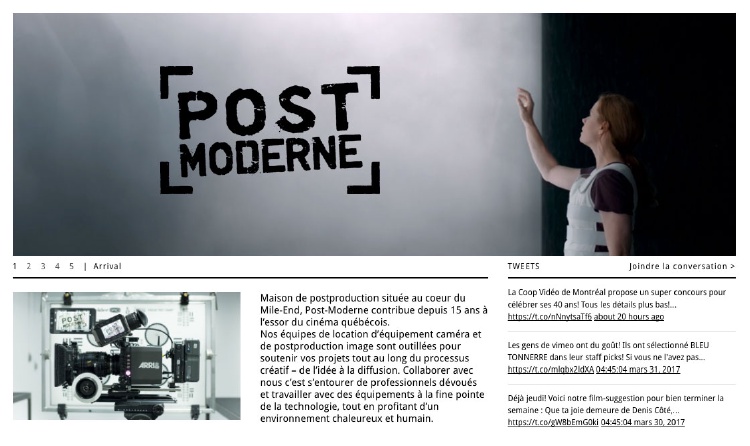 POST
MODERNE
1 2 3 4 5 | Arrival
TWEETS Joindre la conversation >
Maison de postproduction située au coeur du
Mile-End, Post-Moderne contribue depuis 15 ans à
l'essor du cinéma québécois.
Nos équipes de location d'équipement caméra et
de postproduction image sont outillées pour
soutenir vos projets tout au long du processus
créatif – de l'idée à la diffusion. Collaborer avec
nous c'est s'entourer de professionnels dévoués
et travailler avec des équipements à la fine pointe
de la technologie, tout en profitant d'un
environnement chaleureux et humain.
La Coop Vidéo de Montréal propose un super concours pour
célébrer ses 40 ans! Tous les détails plus bas!...
https://t.co/nNnytsaTf6 about 20 hours ago
Les gens de vimeo ont du goût! Ils ont sélectionné BLEU
TONNERRE dans leur staff picks! Si vous ne l'avez pas...
https://t.co/mlqbx2ldXA 04:45:04 mars 31, 2017
Déjà jeudi! Voici notre film-suggestion pour bien terminer la
semaine : Que ta joie demeure de Denis Côté,...
https://t.co/gW8bEmG0ki 04:45:04 mars 30, 2017
POST
MODERNE
ARRI